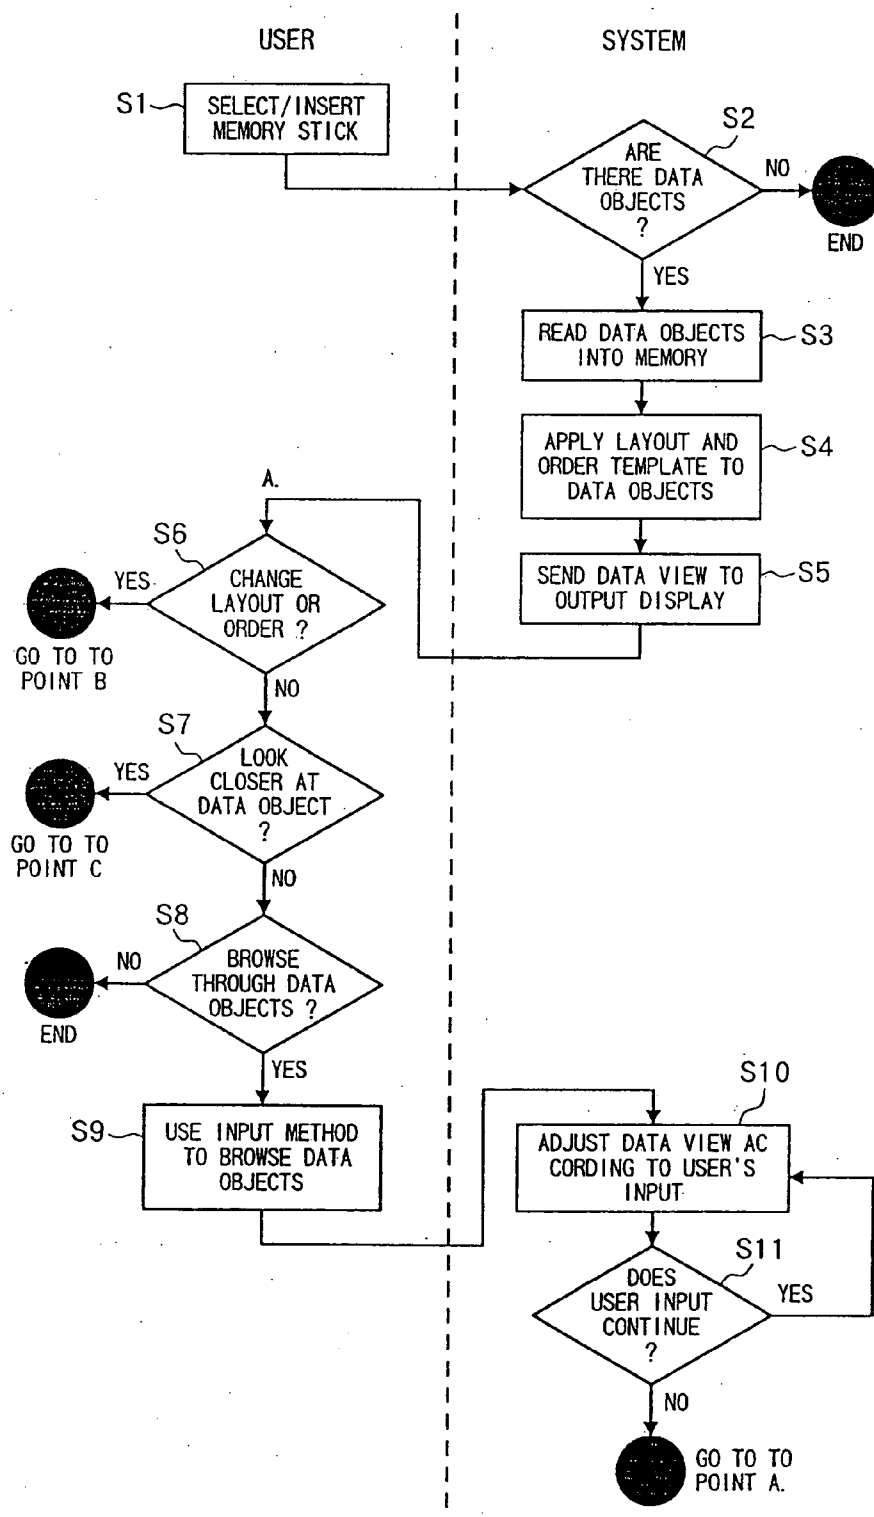 USER
SYSTEM
S1
SELECT/INSERT
MEMORY STICK
S2
ARE
THERE DATA
OBJECTS
?
NO
END
YES
READ DATA OBJECTS
INTO MEMORY
S3
APPLY LAYOUT AND
ORDER TEMPLATE TO
DATA OBJECTS
S4
SEND DATA VIEW TO
OUTPUT DISPLAY
S5
A.
S6
CHANGE
LAYOUT OR
ORDER ?
YES
GO TO TO
POINT B
NO
S7
LOOK
CLOSER AT
DATA OBJECT
?
YES
GO TO TO
POINT C
NO
S8
BROWSE
THROUGH DATA
OBJECTS ?
NO
END
YES
S9
USE INPUT METHOD
TO BROWSE DATA
OBJECTS
S10
ADJUST DATA VIEW AC
CORDING TO USER'S
INPUT
S11
DOES
USER INPUT
CONTINUE
?
YES
NO
GO TO TO
POINT A.